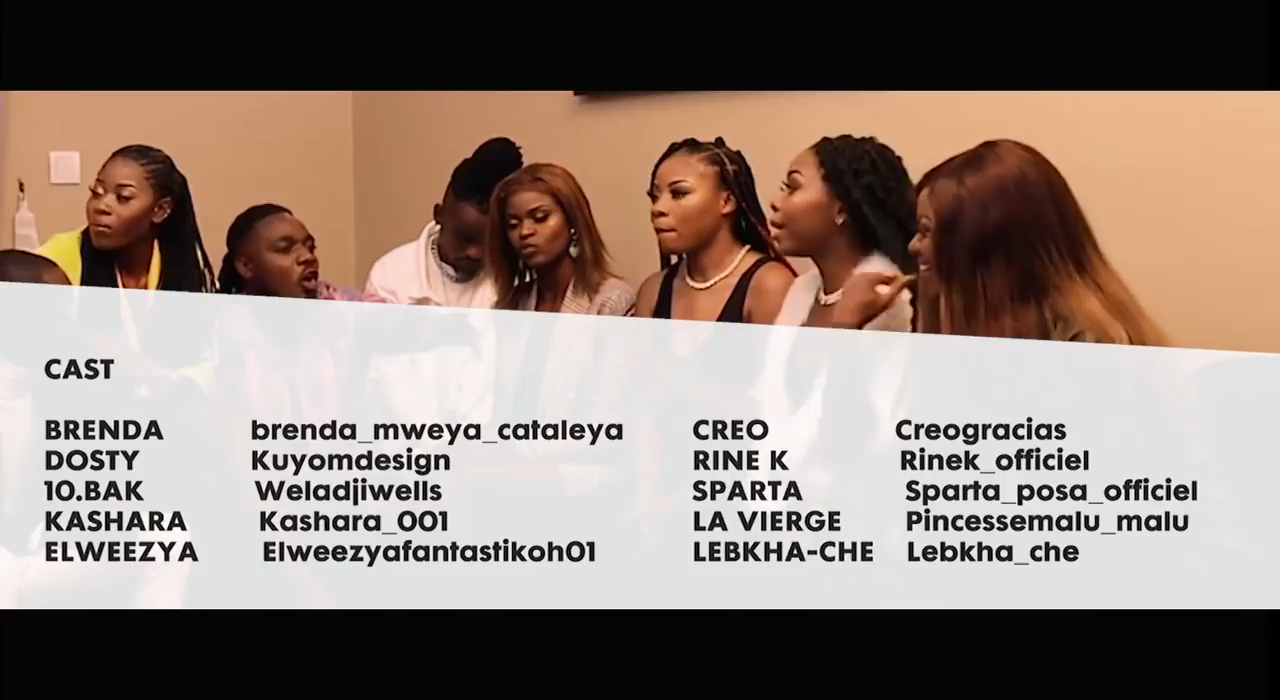 CAST
BRENDA brenda_mweya_cataleya
DOSTY Kuyomdesign
10.BAK Weladjiwells
KASHARA Kashara_001
ELWEEZYA Elweezyafantastikoh01
CREO Creogracias
RINE K Rinek_officiel
SPARTA Sparta_posa_officiel
LA VIERGE Pincessemalu_malu
LEBKHA-CHE Lebkha_che